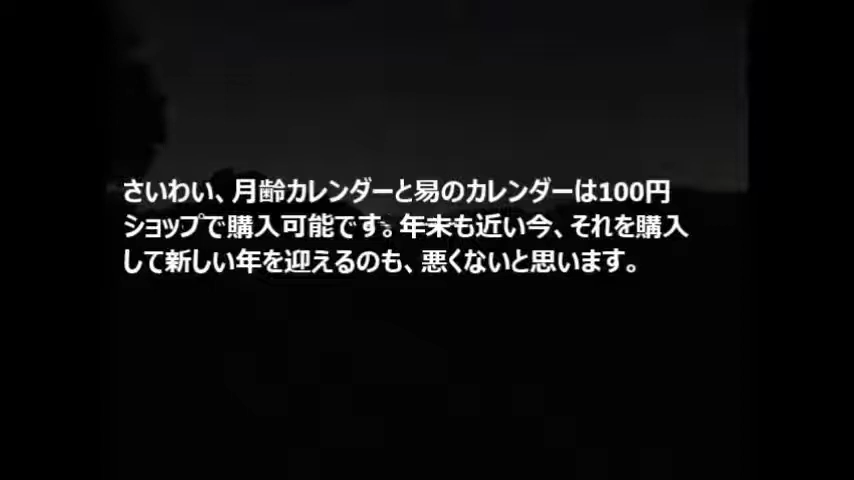 さいわい、月齢カレンダーと易のカレンダーは100円
ショップで購入可能です。年末も近い今、それを購入
して新しい年を迎えるのも、悪くないと思います。